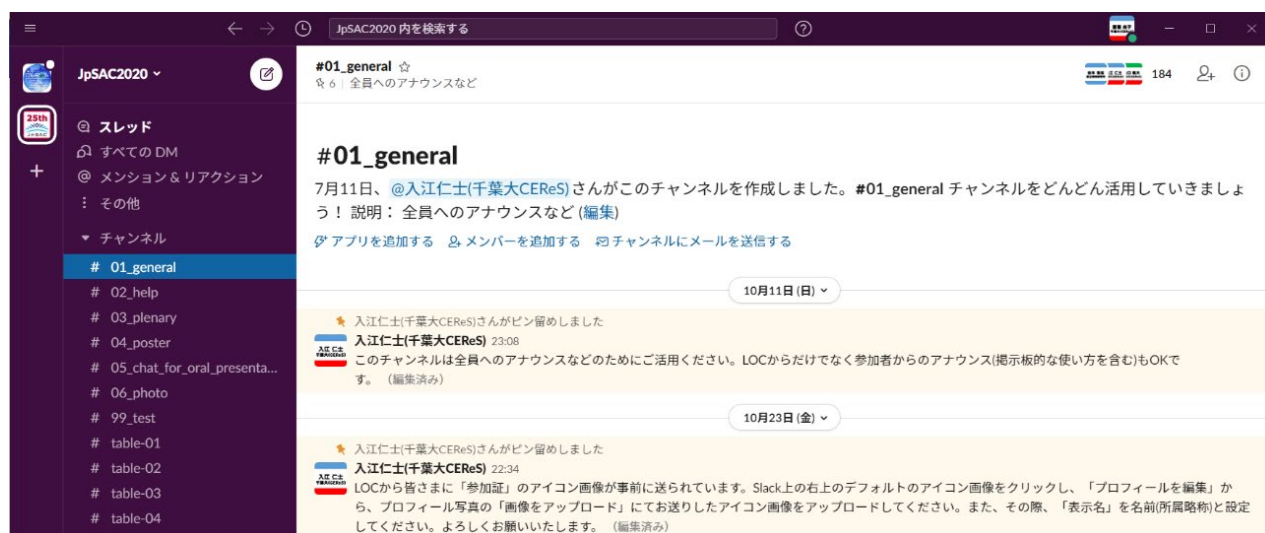 JpSAC2020 内を検索する
25th
JpSAC2020
スレッド
すべての DM
@ メンション & リアクション
その他
チャンネル
# 01_general
# 02_help
# 03_plenary
# 04_poster
# 05_chat_for_oral_presenta...
# 06_photo
# 99_test
# table-01
# table-02
# table-03
# table-04
#01_general
6 | 全員へのアナウンスなど
184
#01_general
7月11日、@入江仁士(千葉大CEReS)さんがこのチャンネルを作成しました。#01_general チャンネルをどんどん活用していきましょ
う！ 説明： 全員へのアナウンスなど (編集)
アプリを追加する メンバーを追加する チャンネルにメールを送信する
10月11日 (日)
入江仁士(千葉大CEReS)さんがピン留めしました
入江仁士(千葉大CEReS) 23:08
このチャンネルは全員へのアナウンスなどのためにご活用ください。LOCからだけでなく参加者からのアナウンス(掲示板的な使い方を含む)もOKで
す。 （編集済み）
10月23日 (金)
入江仁士(千葉大CEReS)さんがピン留めしました
入江仁士(千葉大CEReS) 22:34
LOCから皆さまに「参加証」のアイコン画像が事前に送られています。Slack上の右上のデフォルトのアイコン画像をクリックし、「プロフィールを編集」か
ら、プロフィール写真の「画像をアップロード」にてお送りしたアイコン画像をアップロードしてください。また、その際、「表示名」を名前(所属略称)と設定
してください。よろしくお願いいたします。 （編集済み）